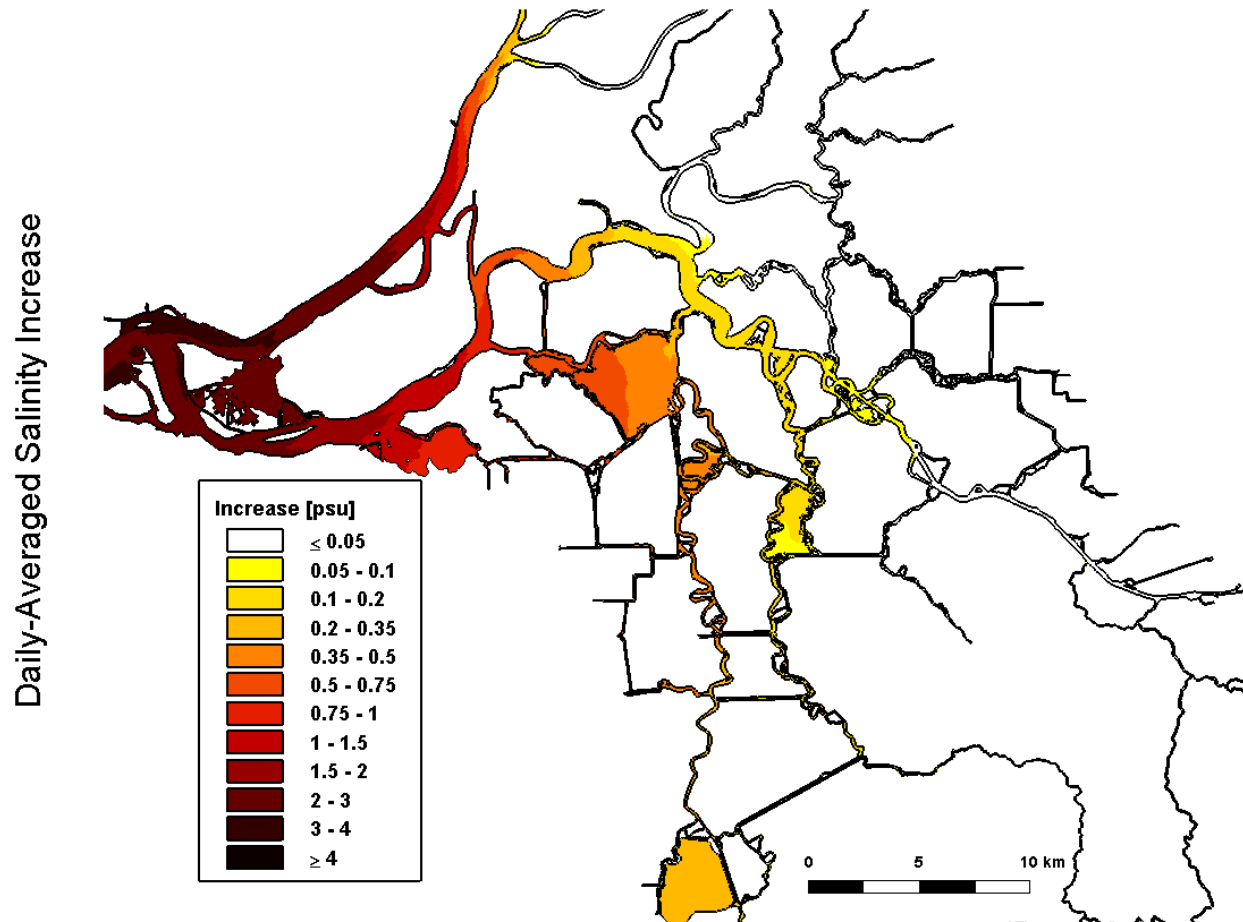 Daily-Averaged Salinity Increase
Increase [psu]
≤ 0.05
0.05 - 0.1
0.1 - 0.2
0.2 - 0.35
0.35 - 0.5
0.5 - 0.75
0.75 - 1
1 - 1.5
1.5 - 2
2 - 3
3 - 4
≥ 4
0 5 10 km